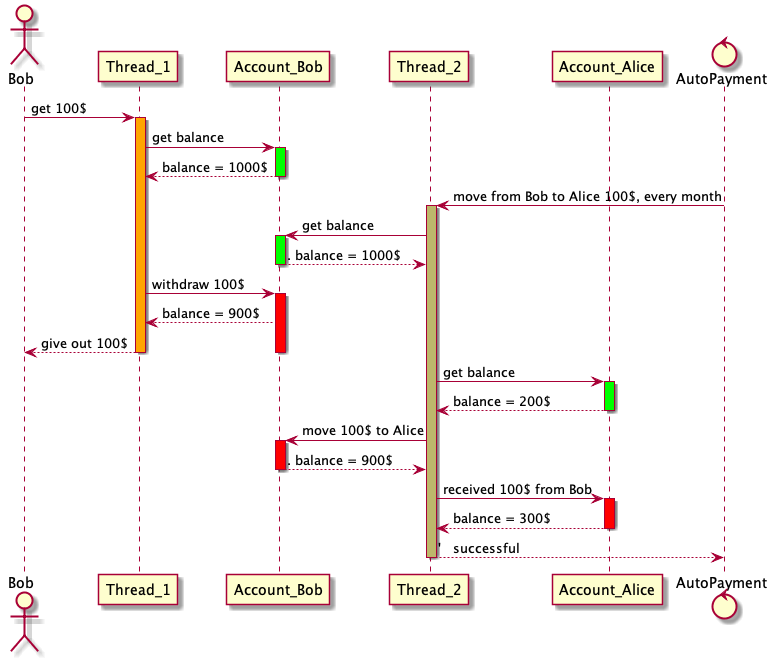 Bob
Thread_1
Account_Bob
Thread_2
Account_Alice
AutoPayment
get 100$
get balance
balance = 1000$
move from Bob to Alice 100$, every month
get balance
. balance = 1000$
withdraw 100$
balance = 900$
give out 100$
get balance
balance = 200$
move 100$ to Alice
. balance = 900$
received 100$ from Bob
balance = 300$
' successful
Bob
Thread_1
Account_Bob
Thread_2
Account_Alice
AutoPayment